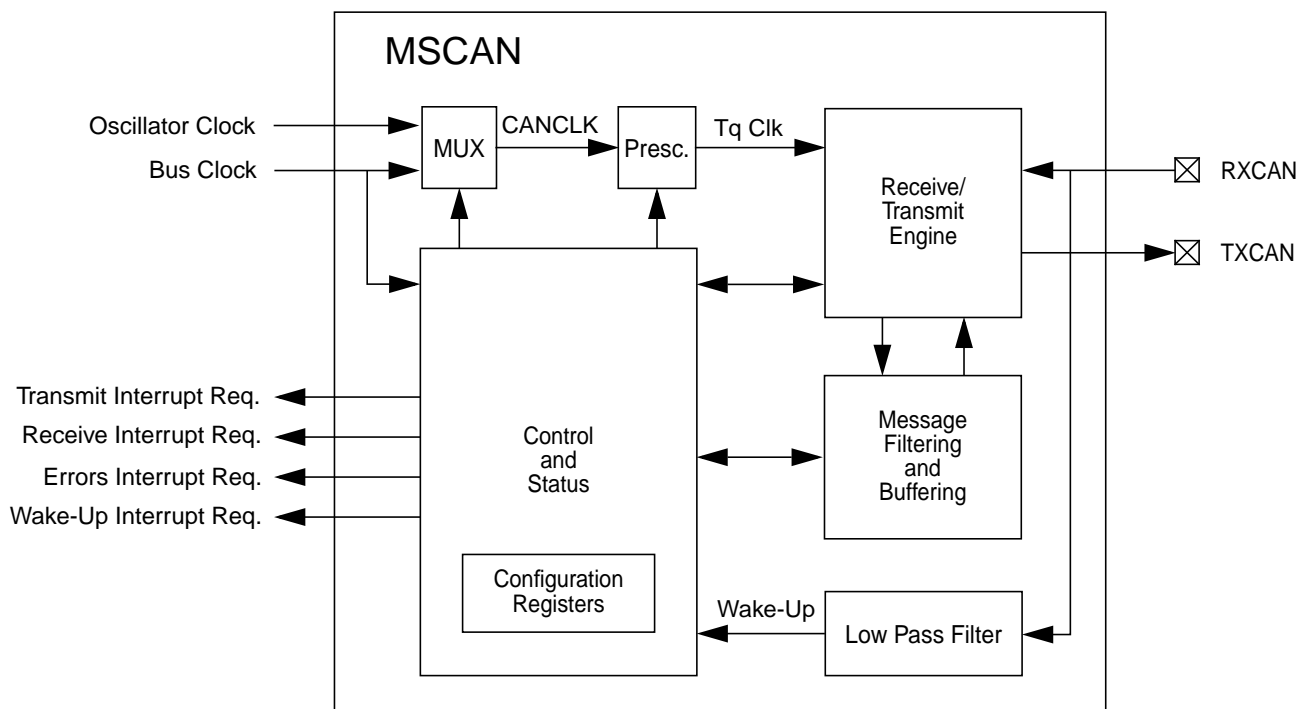 MSCAN
Oscillator Clock
Bus Clock
MUX
CANCLK
Presc.
Tq Clk
Receive/
Transmit
Engine
RXCAN
TXCAN
Transmit Interrupt Req.
Receive Interrupt Req.
Errors Interrupt Req.
Wake-Up Interrupt Req.
Control
and
Status
Message
Filtering
and
Buffering
Configuration
Registers
Wake-Up
Low Pass Filter